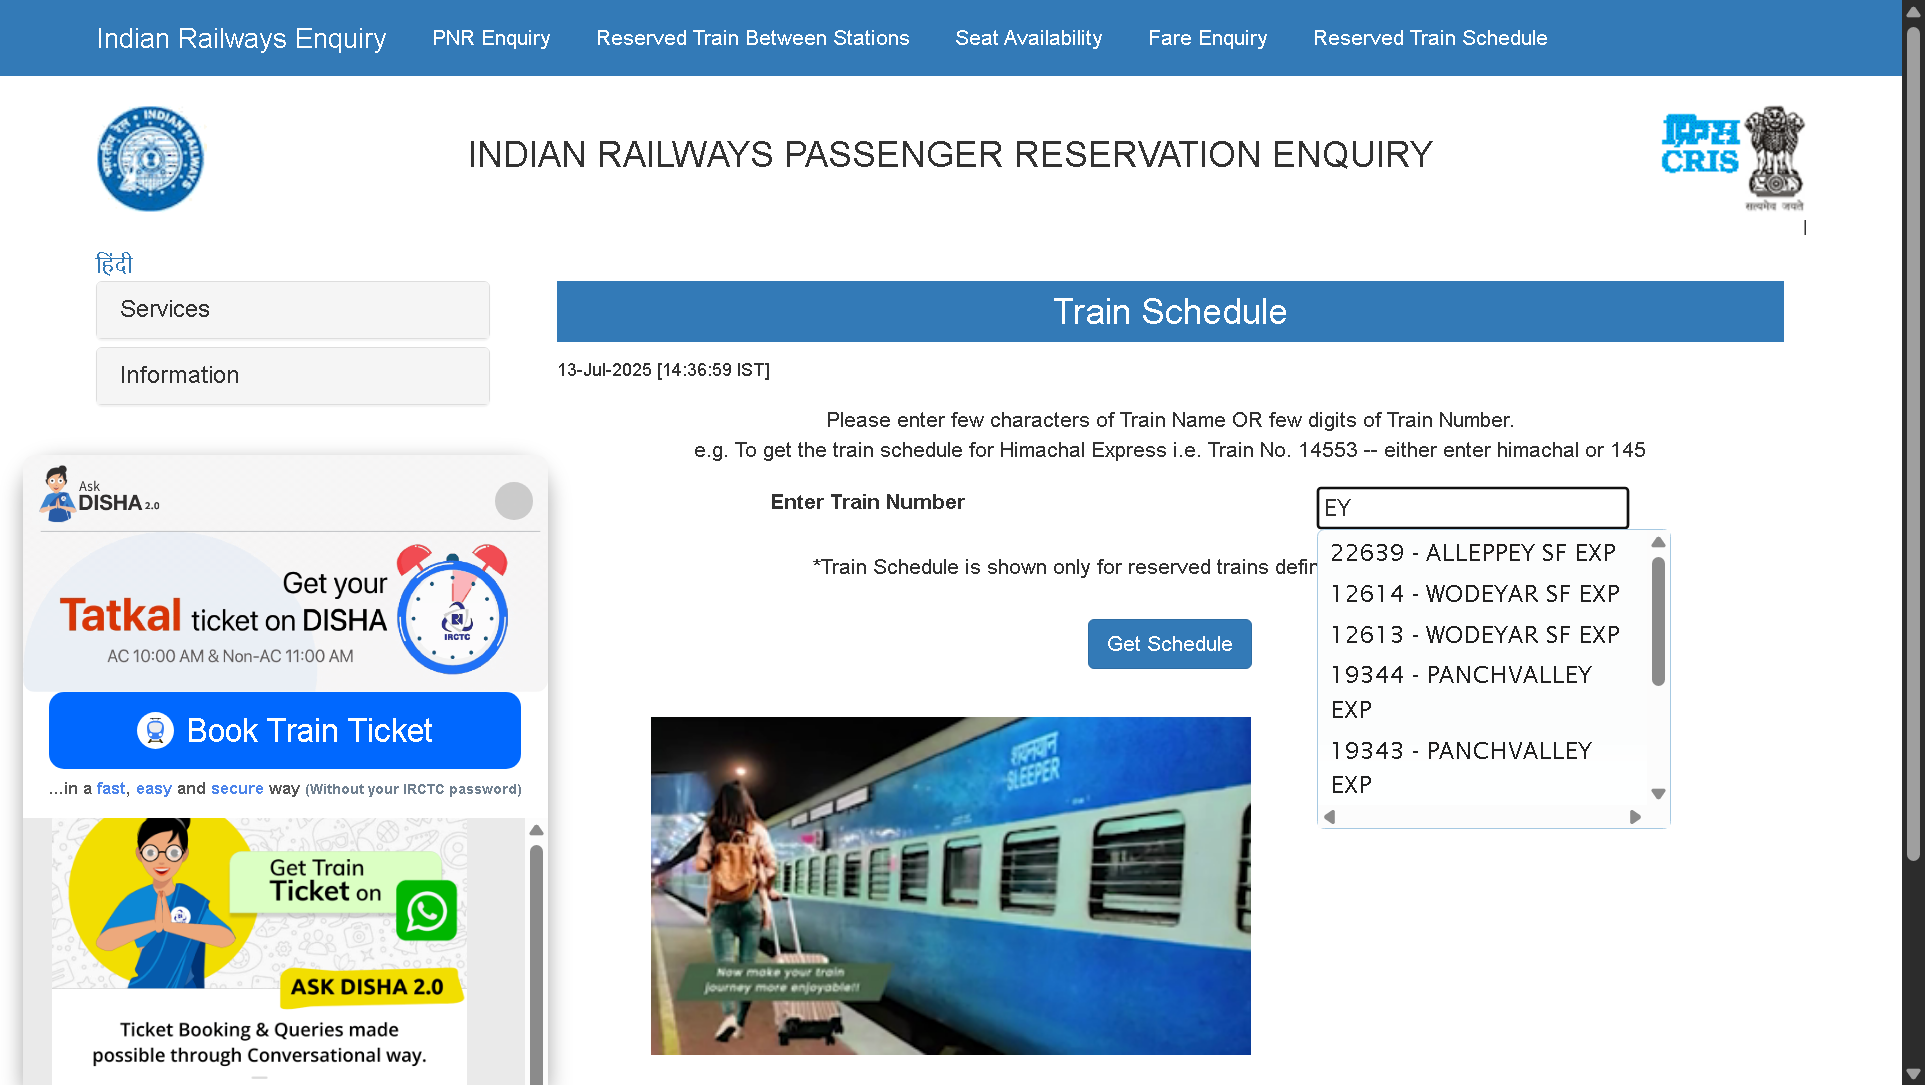 Indian Railways Enquiry
PNR Enquiry
Reserved Train Between Stations
Seat Availability
Fare Enquiry
Reserved Train Schedule
INDIAN RAILWAYS
भारतीय रेल
INDIAN RAILWAYS PASSENGER RESERVATION ENQUIRY
क्रिस
CRIS
सत्यमेव जयते
|
हिंदी
Services
Information
Train Schedule
13-Jul-2025 [14:36:59 IST]
Please enter few characters of Train Name OR few digits of Train Number.
e.g. To get the train schedule for Himachal Express i.e. Train No. 14553 -- either enter himachal or 145
Enter Train Number
EY
22639 - ALLEPPEY SF EXP
12614 - WODEYAR SF EXP
12613 - WODEYAR SF EXP
19344 - PANCHVALLEY
EXP
19343 - PANCHVALLEY
EXP
*Train Schedule is shown only for reserved trains defin
Get Schedule
शयनयान
SLEEPER
Now make your train
journey more enjoyable!!
Ask
DISHA 2.0
Get your
Tatkal ticket on DISHA
AC 10:00 AM & Non-AC 11:00 AM
IRCTC
Book Train Ticket
...in a fast, easy and secure way (Without your IRCTC password)
Get Train
Ticket on
ASK DISHA 2.0
Ticket Booking & Queries made
possible through Conversational way.